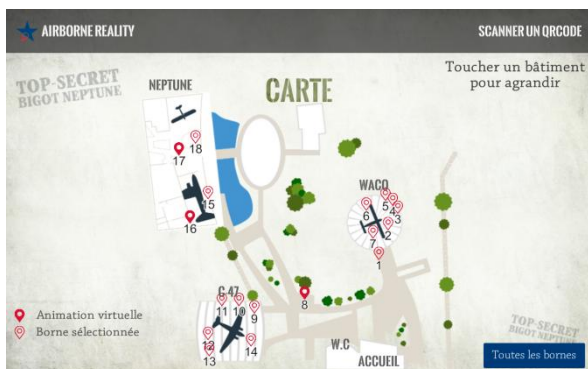 AIRBORNE REALITY
SCANNER UN QRCODE
TOP-SECRET
BIGOT NEPTUNE
NEPTUNE
CARTE
Toucher un bâtiment
pour agrandir
18
17
15
16
WACO
5
4
3
6
2
7
1
8
C-47
11
10
9
12
13
14
W.C
ACCUEIL
Animation virtuelle
Borne sélectionnée
TOP-SECRET
BIGOT NEPTUNE
Toutes les bornes